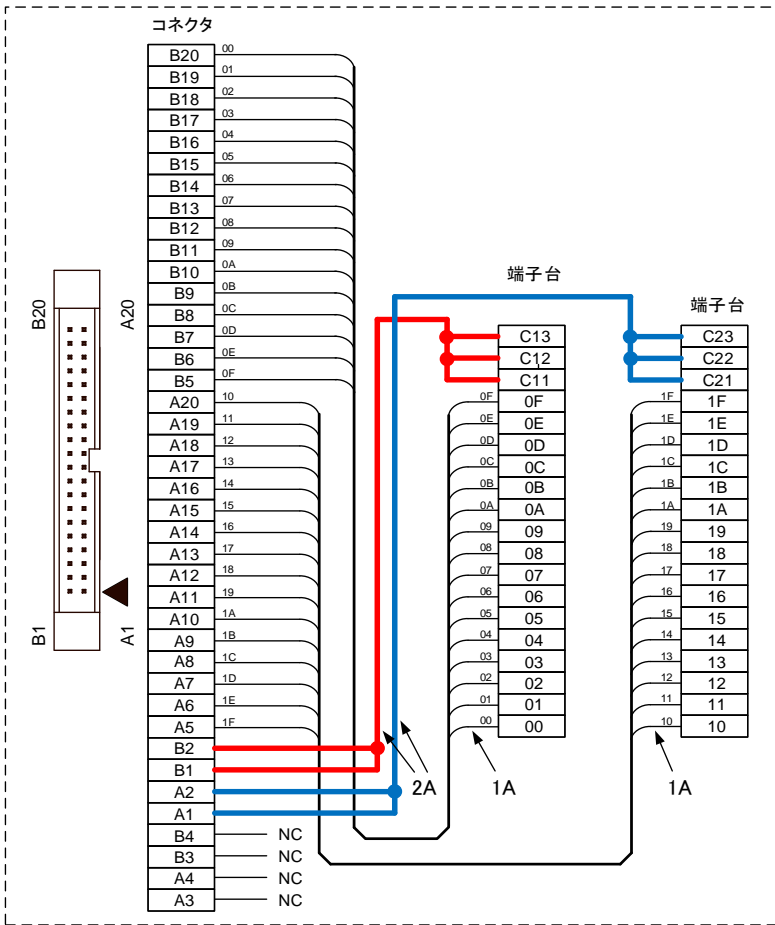 コネクタ
B20 00
B19 01
B18 02
B17 03
B16 04
B15 05
B14 06
B13 07
B12 08
B11 09
B10 0A
B9 0B
B8 0C
B7 0D
B6 0E
B5 0F
A20 10
A19 11
A18 12
A17 13
A16 14
A15 15
A14 16
A13 17
A12 18
A11 19
A10 1A
A9 1B
A8 1C
A7 1D
A6 1E
A5 1F
B2
B1
A2
A1
B4 NC
B3 NC
A4 NC
A3 NC
B20
A20
B1
A1
端子台
C13
C12
C11
0F 0F
0E 0E
0D 0D
0C 0C
0B 0B
0A 0A
09 09
08 08
07 07
06 06
05 05
04 04
03 03
02 02
01 01
00 00
端子台
C23
C22
C21
1F 1F
1E 1E
1D 1D
1C 1C
1B 1B
1A 1A
19 19
18 18
17 17
16 16
15 15
14 14
13 13
12 12
11 11
10 10
2A
1A
1A